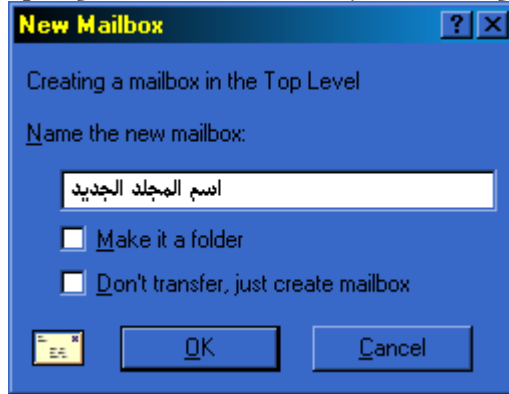 New Mailbox
Creating a mailbox in the Top Level
Name the new mailbox:
اسم المجلد الجديد
Make it a folder
Don't transfer, just create mailbox
OK
Cancel